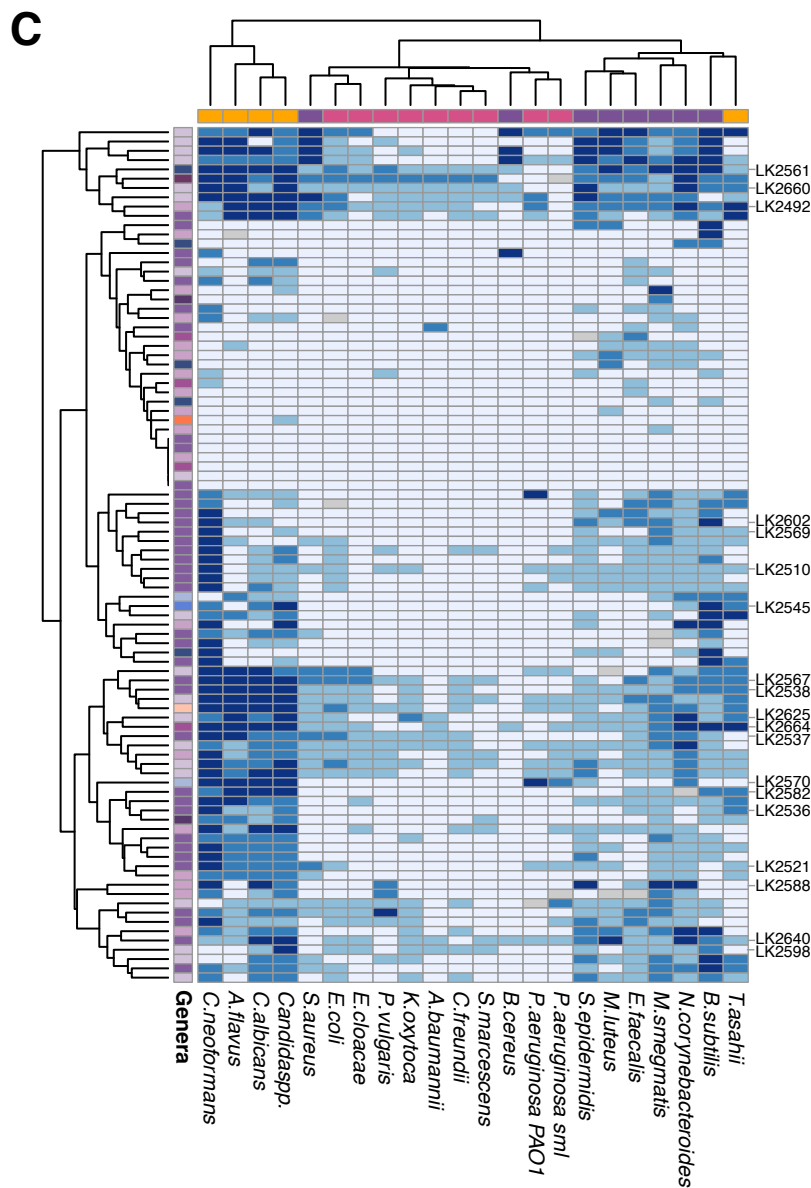 C
LK2561
LK2660
LK2492
LK2602
LK2569
LK2510
LK2545
LK2567
LK2538
LK2625
LK2664
LK2537
LK2570
LK2582
LK2536
LK2521
LK2588
LK2640
LK2598
Genera
C.neoformans
A.flavus
C.albicans
Candidaspp.
S.aureus
E.coli
E.cloacae
P.vulgaris
K.oxytoca
A.baumannii
C.freundii
S.marcescens
B.cereus
P.aeruginosa PAO1
P.aeruginosa sml
S.epidermidis
M.luteus
E.faecalis
M.smegmatis
N.corynebacteroides
B.subtilis
T.asahii